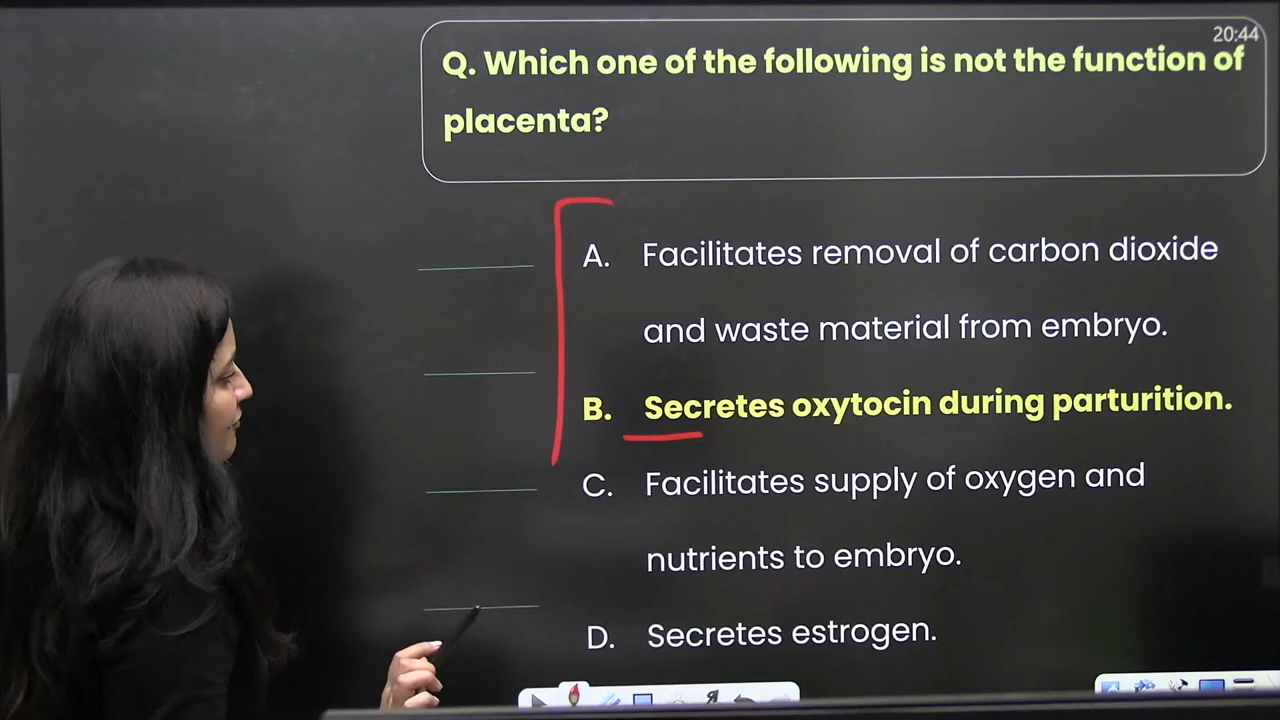 20:44
Q. Which one of the following is not the function of
placenta?
A. Facilitates removal of carbon dioxide
and waste material from embryo.
B. Secretes oxytocin during parturition.
C. Facilitates supply of oxygen and
nutrients to embryo.
D. Secretes estrogen.